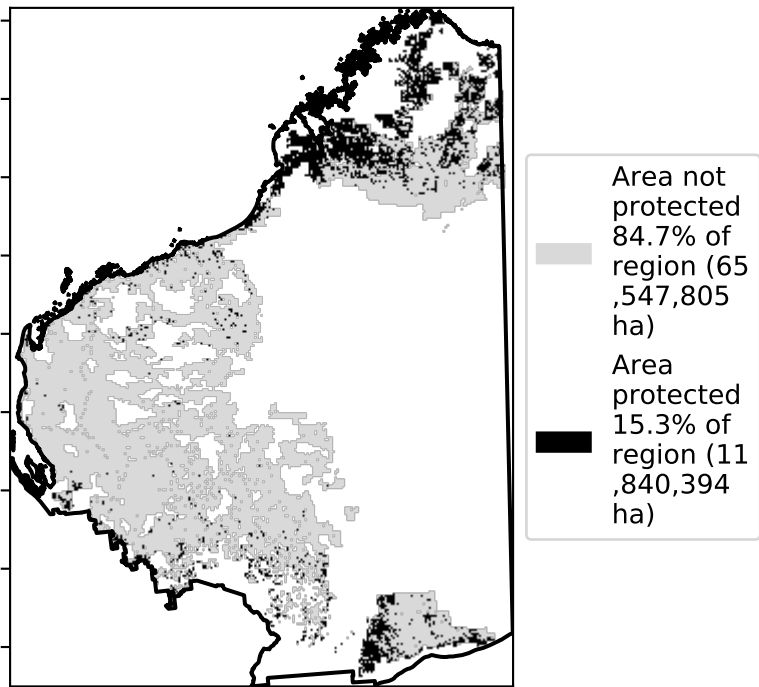 Area not
protected
84.7% of
region (65
,547,805
ha)
Area
protected
15.3% of
region (11
,840,394
ha)